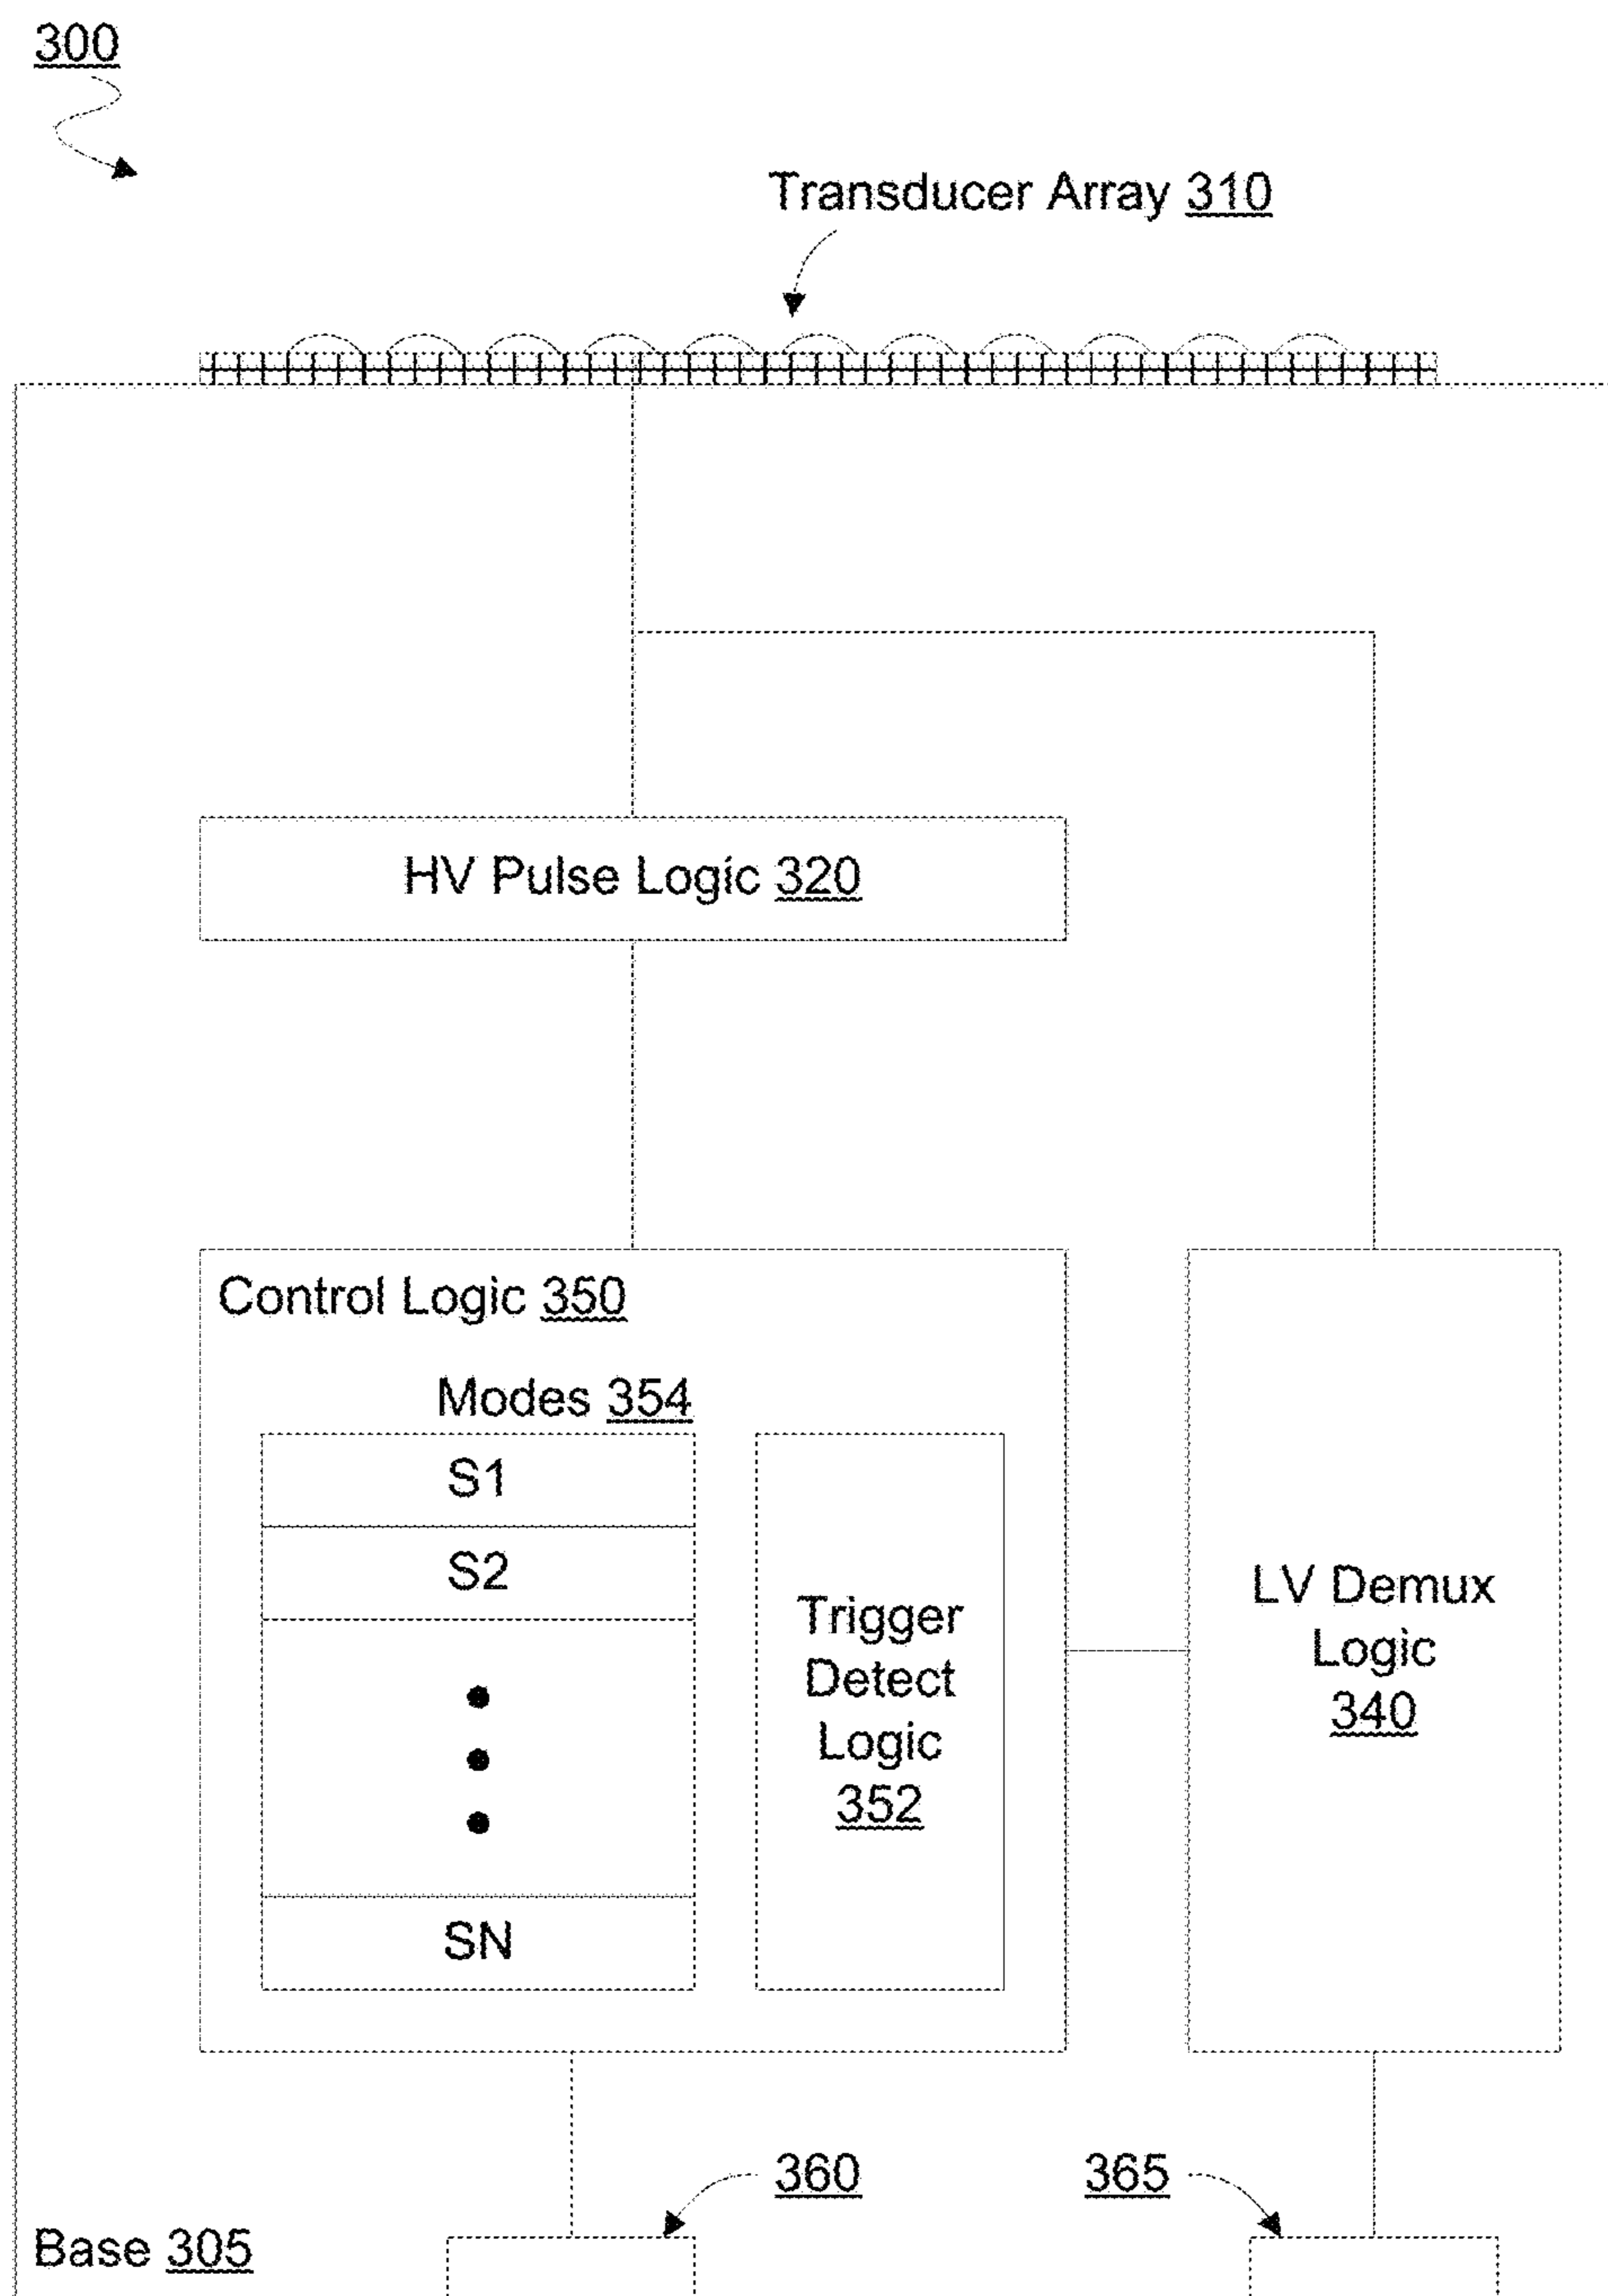 300
Transducer Array 310
HV Pulse Logic 320
Control Logic 350
Modes 354
S1
S2
SN
Trigger
Detect
Logic
352
LV Demux
Logic
340
360
365
Base 305